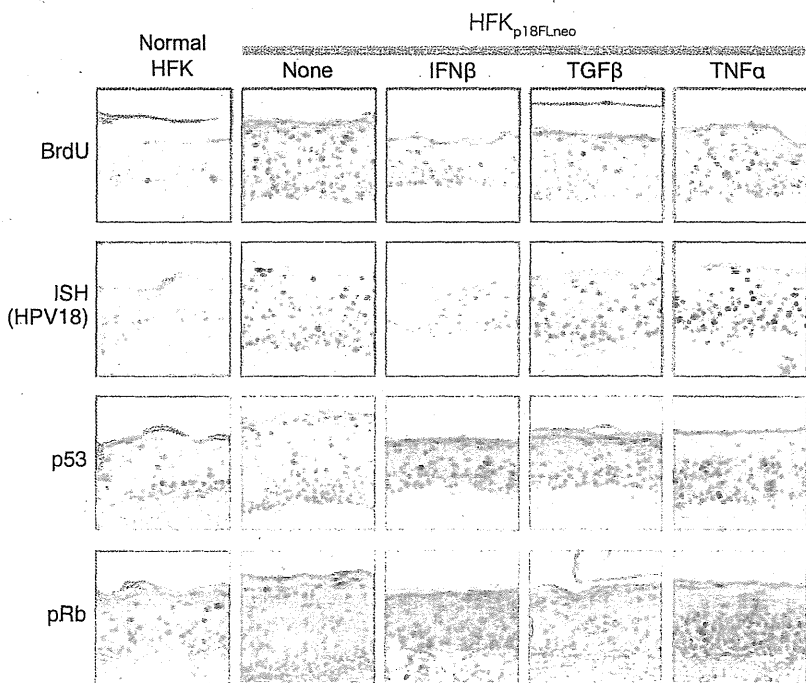 HFKp18FLneo
Normal
HFK
None
IFNβ
TGFβ
TNFα
BrdU
ISH
(HPV18)
p53
pRb